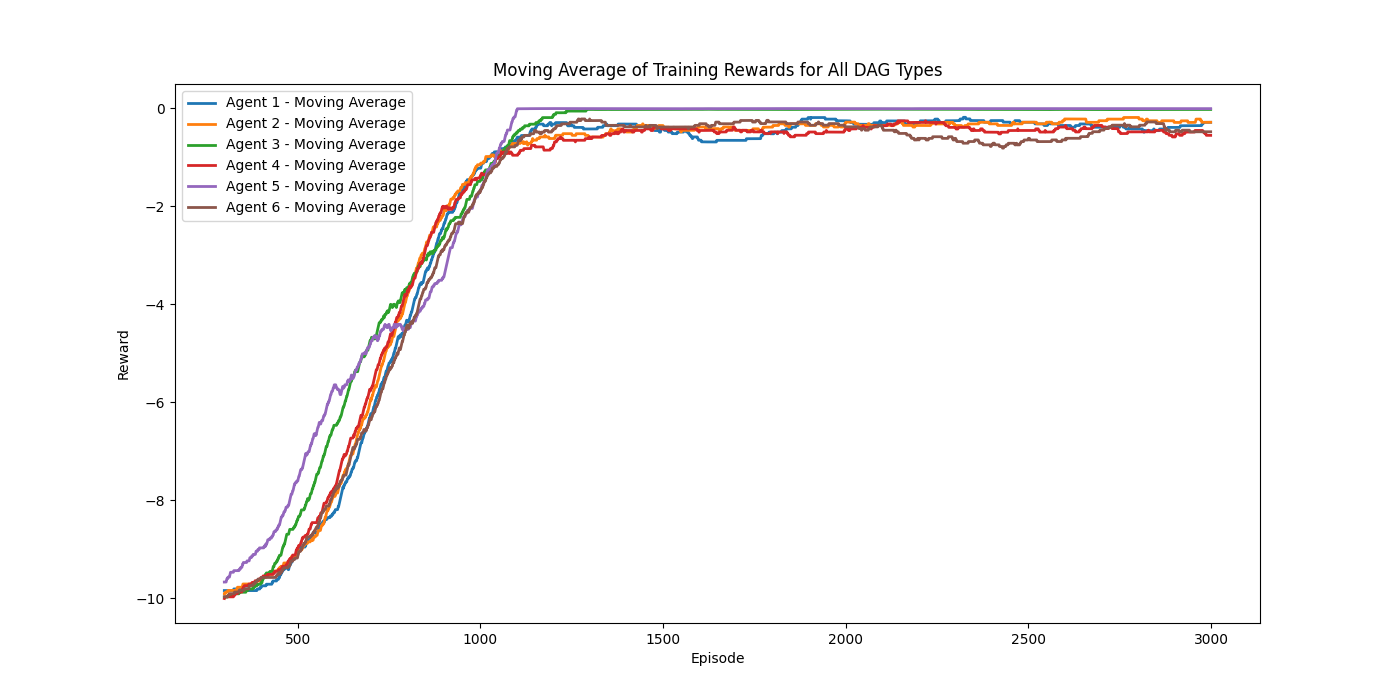 Moving Average of Training Rewards for All DAG Types
Agent 1 - Moving Average
Agent 2 - Moving Average
Agent 3 - Moving Average
Agent 4 - Moving Average
Agent 5 - Moving Average
Agent 6 - Moving Average
0
−2
−4
−6
−8
−10
Reward
500
1000
1500
2000
2500
3000
Episode